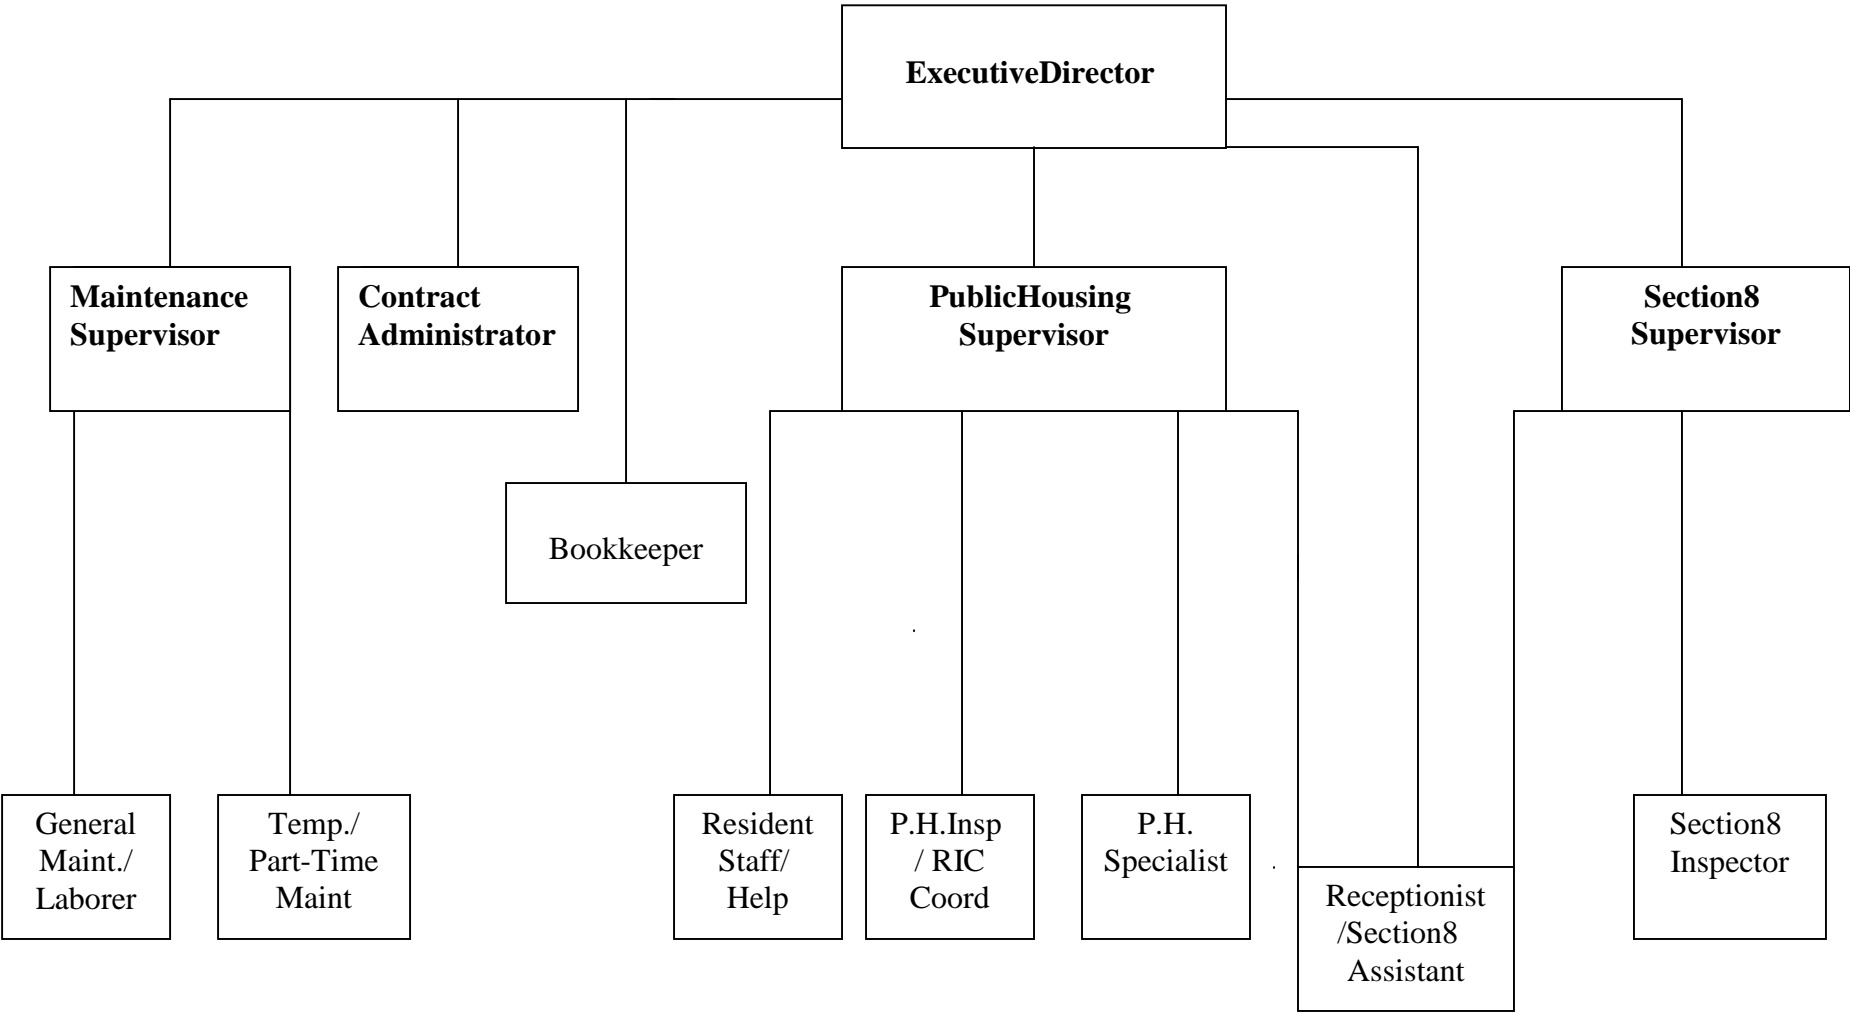 ExecutiveDirector
Maintenance
Supervisor
Contract
Administrator
PublicHousing
Supervisor
Section8
Supervisor
Bookkeeper
General
Maint./
Laborer
Temp./
Part-Time
Maint
Resident
Staff/
Help
P.H.Insp
/ RIC
Coord
P.H.
Specialist
Receptionist
/Section8
Assistant
Section8
Inspector